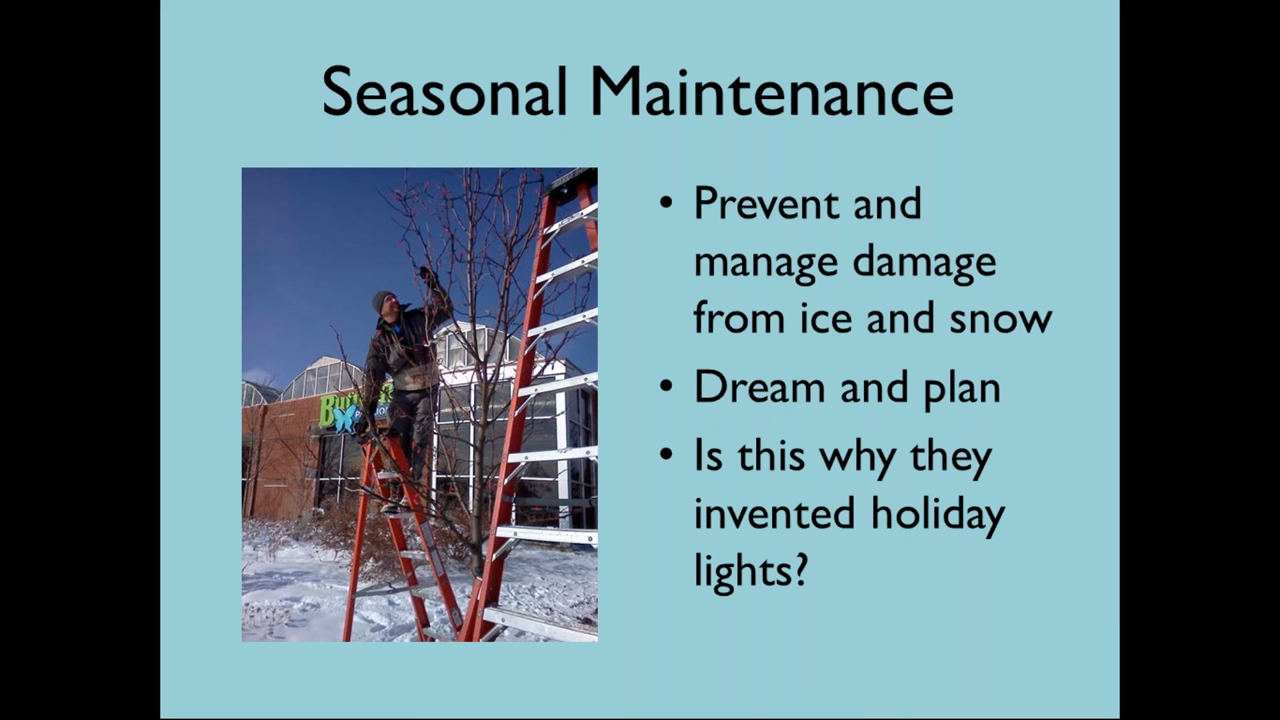 Seasonal Maintenance
• Prevent and
manage damage
from ice and snow
• Dream and plan
• Is this why they
invented holiday
lights?